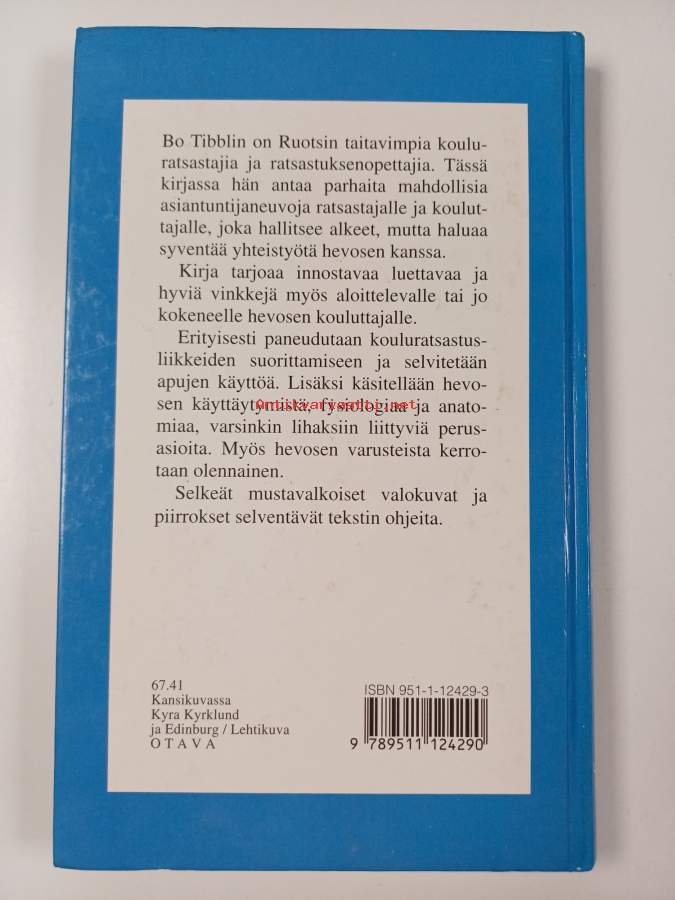 Bo Tibblin on Ruotsin taitavimpia koulu-
ratsastajia ja ratsastuksenopettajia. Tässä
kirjassa hän antaa parhaita mahdollisia
asiantuntijaneuvoja ratsastajalle ja koulut-
tajalle, joka hallitsee alkeet, mutta haluaa
syventää yhteistyötä hevosen kanssa.
Kirja tarjoaa innostavaa luettavaa ja
hyviä vinkkejä myös aloittelevalle tai jo
kokeneelle hevosen kouluttajalle.
Erityisesti paneudutaan kouluratsastus-
liikkeiden suorittamiseen ja selvitetään
apujen käyttöä. Lisäksi käsitellään hevo-
sen käyttäytymistä, fysiologiaa ja anato-
miaa, varsinkin lihaksiin liittyviä perus-
asioita. Myös hevosen varusteista kerro-
taan olennainen.
Selkeät mustavalkoiset valokuvat ja
piirrokset selventävät tekstin ohjeita.
Antikvariaatti.net
67.41
Kansikuvassa
Kyra Kyrklund
ja Edinburg / Lehtikuva
OTAVA
ISBN 951-1-12429-3
9 789511 124290